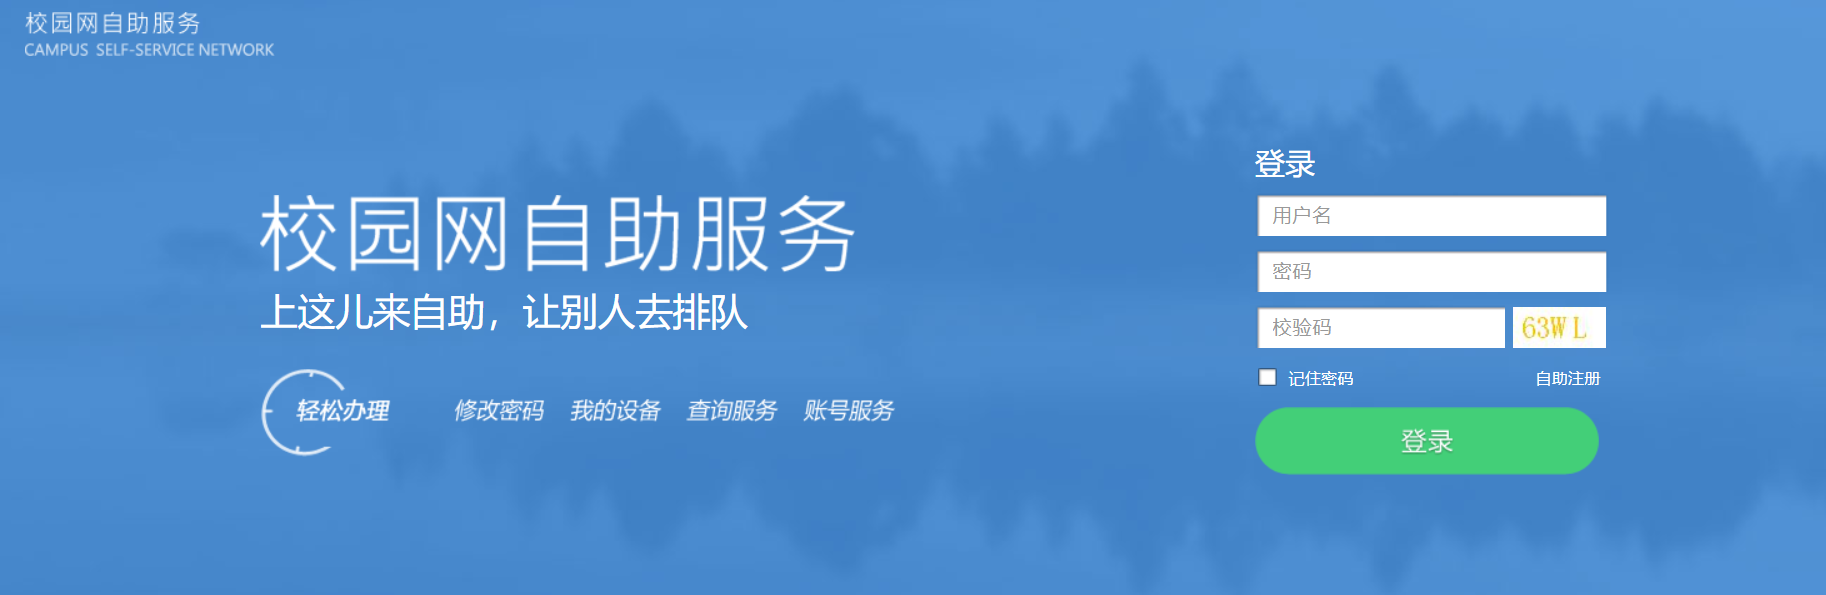 校园网自助服务
CAMPUS SELF-SERVICE NETWORK
校园网自助服务
上这儿来自助，让别人去排队
轻松办理 修改密码 我的设备 查询服务 账号服务
登录
用户名
密码
校验码 63WL
记住密码 自助注册
登录